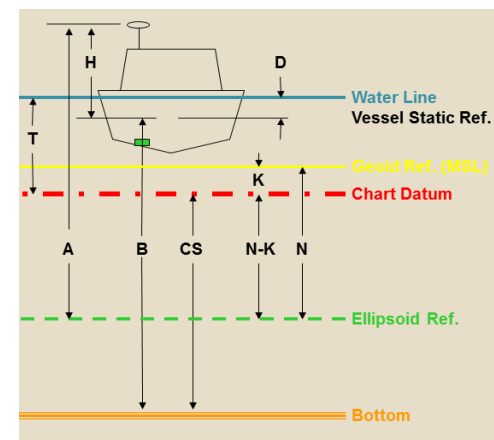 H
D
Water Line
Vessel Static Ref.
T
Geoid Ref. (MSL)
K
Chart Datum
A
B
CS
N-K
N
Ellipsoid Ref.
Bottom